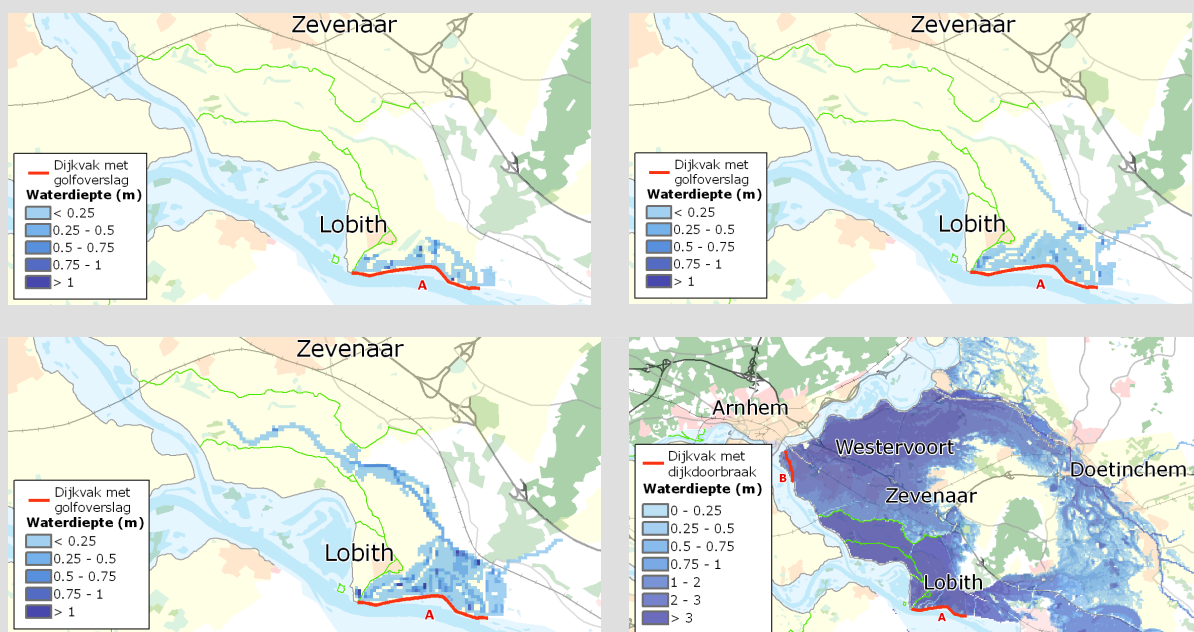 Zevenaar
Lobith
A
Dijkvak met
golfoverslag
Waterdiepte (m)
< 0.25
0.25 - 0.5
0.5 - 0.75
0.75 - 1
> 1
Zevenaar
Lobith
A
Dijkvak met
golfoverslag
Waterdiepte (m)
< 0.25
0.25 - 0.5
0.5 - 0.75
0.75 - 1
> 1
Zevenaar
Lobith
A
Dijkvak met
golfoverslag
Waterdiepte (m)
< 0.25
0.25 - 0.5
0.5 - 0.75
0.75 - 1
> 1
Arnhem
Westervoort
Doetinchem
B
Zevenaar
Lobith
A
Dijkvak met
dijkdoorbraak
Waterdiepte (m)
0 - 0.25
0.25 - 0.5
0.5 - 0.75
0.75 - 1
1 - 2
2 - 3
> 3